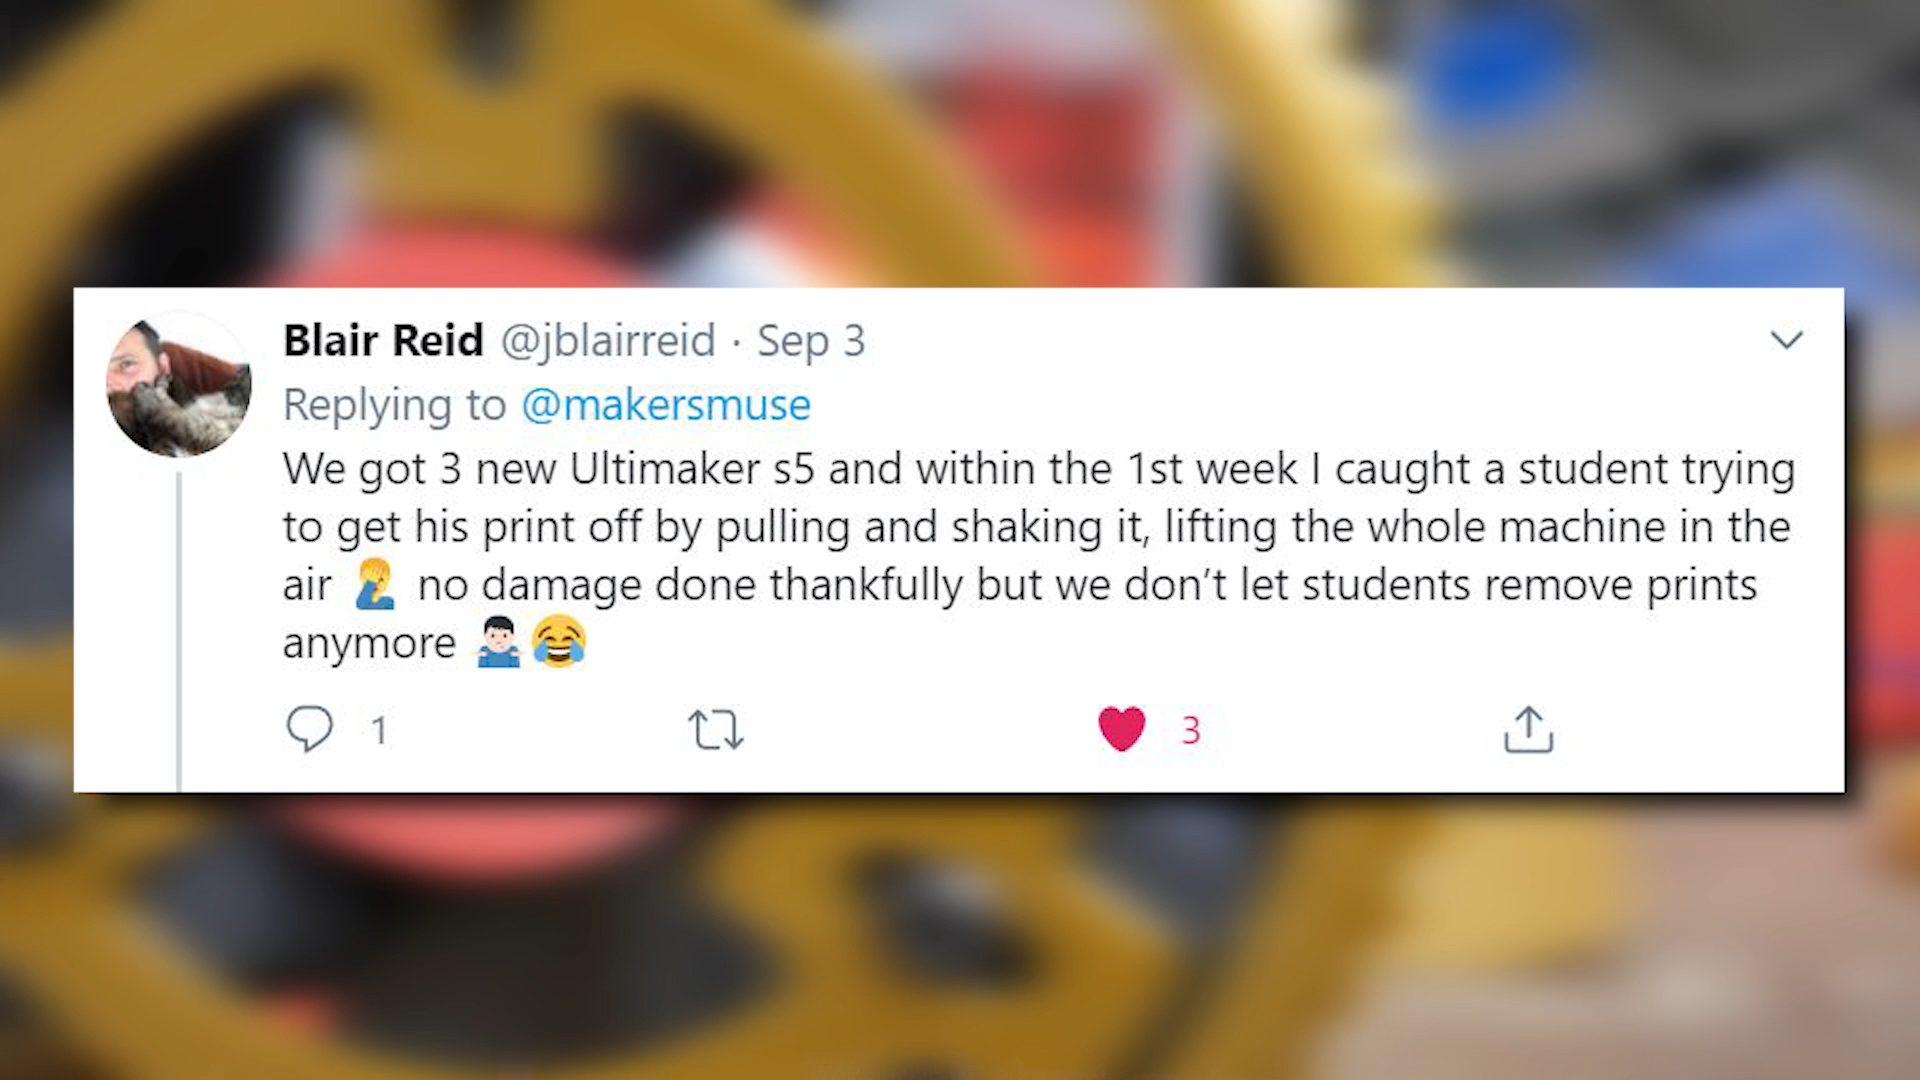 Blair Reid @jblairreid · Sep 3
Replying to @makersmuse
We got 3 new Ultimaker s5 and within the 1st week I caught a student trying
to get his print off by pulling and shaking it, lifting the whole machine in the
air 🤦 no damage done thankfully but we don’t let students remove prints
anymore 🤷🏻‍♂️😂
1 3